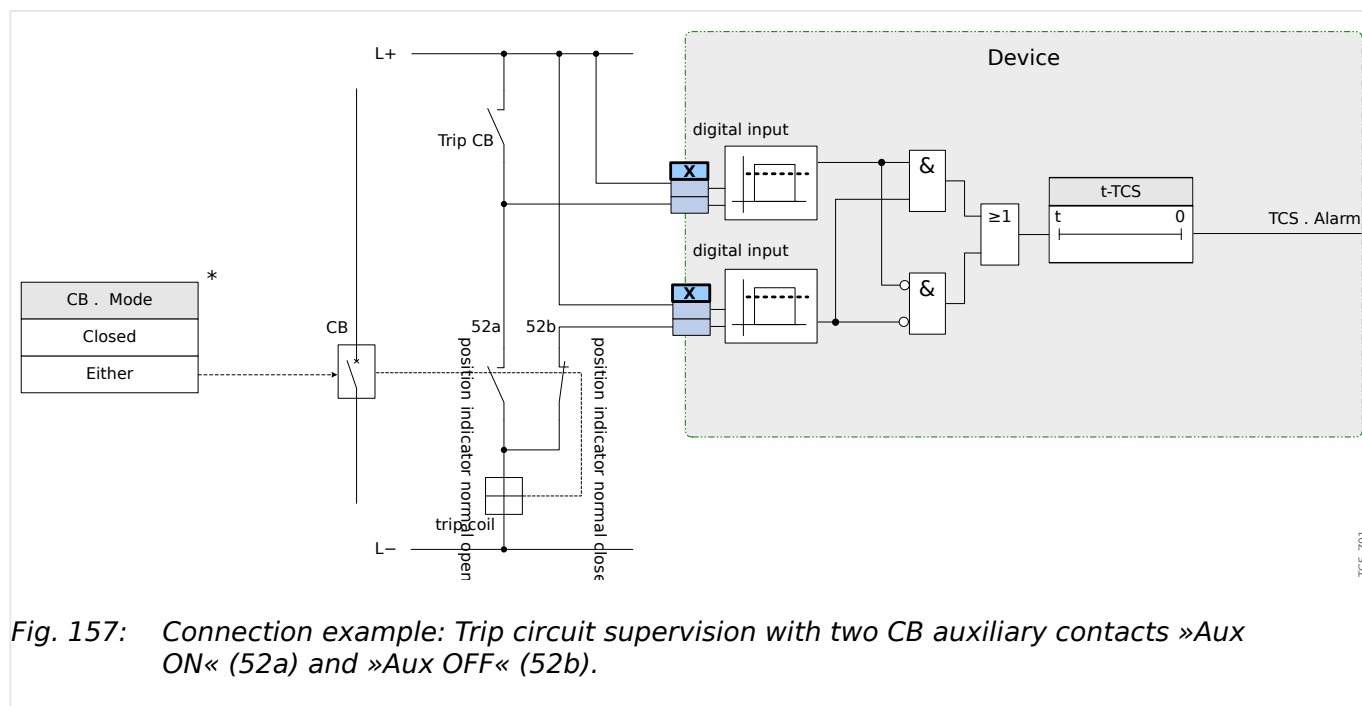 Device
L+
digital input
Trip CB
X
&
t-TCS
t
0
≥1
TCS . Alarm
digital input
*
CB . Mode
Closed
Either
X
&
CB
52a
52b
position indicator normal open
position indicator normal close
trip coil
L−
Fig. 157: Connection example: Trip circuit supervision with two CB auxiliary contacts »Aux
ON« (52a) and »Aux OFF« (52b).